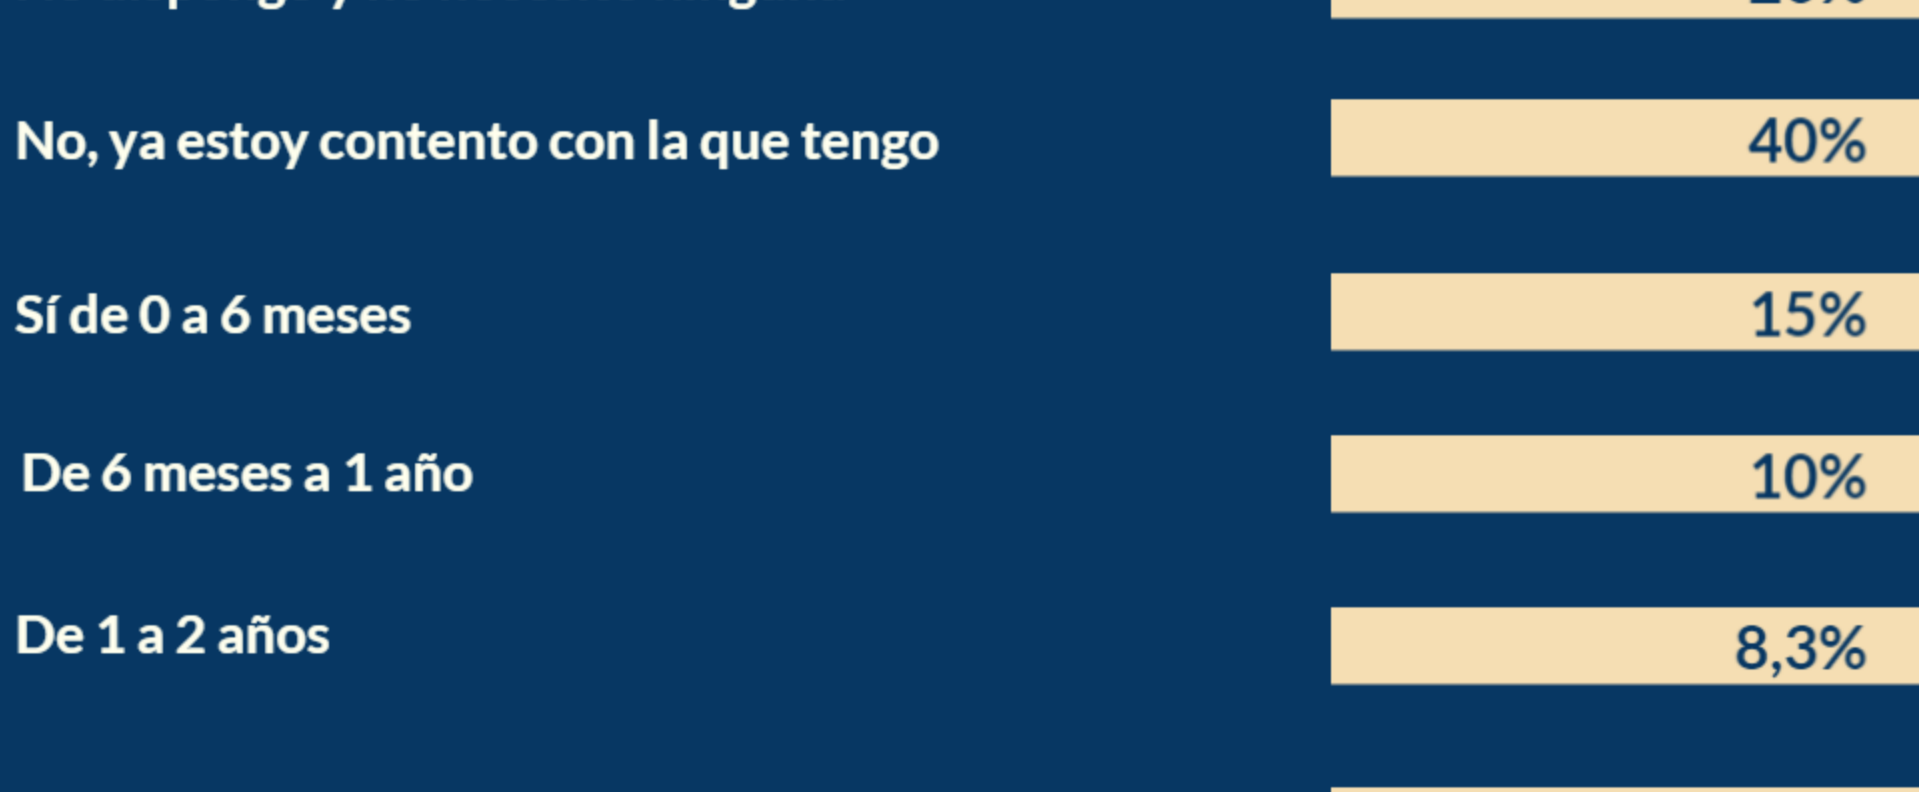 No, ya estoy contento con la que tengo 40%
Sí de 0 a 6 meses 15%
De 6 meses a 1 año 10%
De 1 a 2 años 8,3%